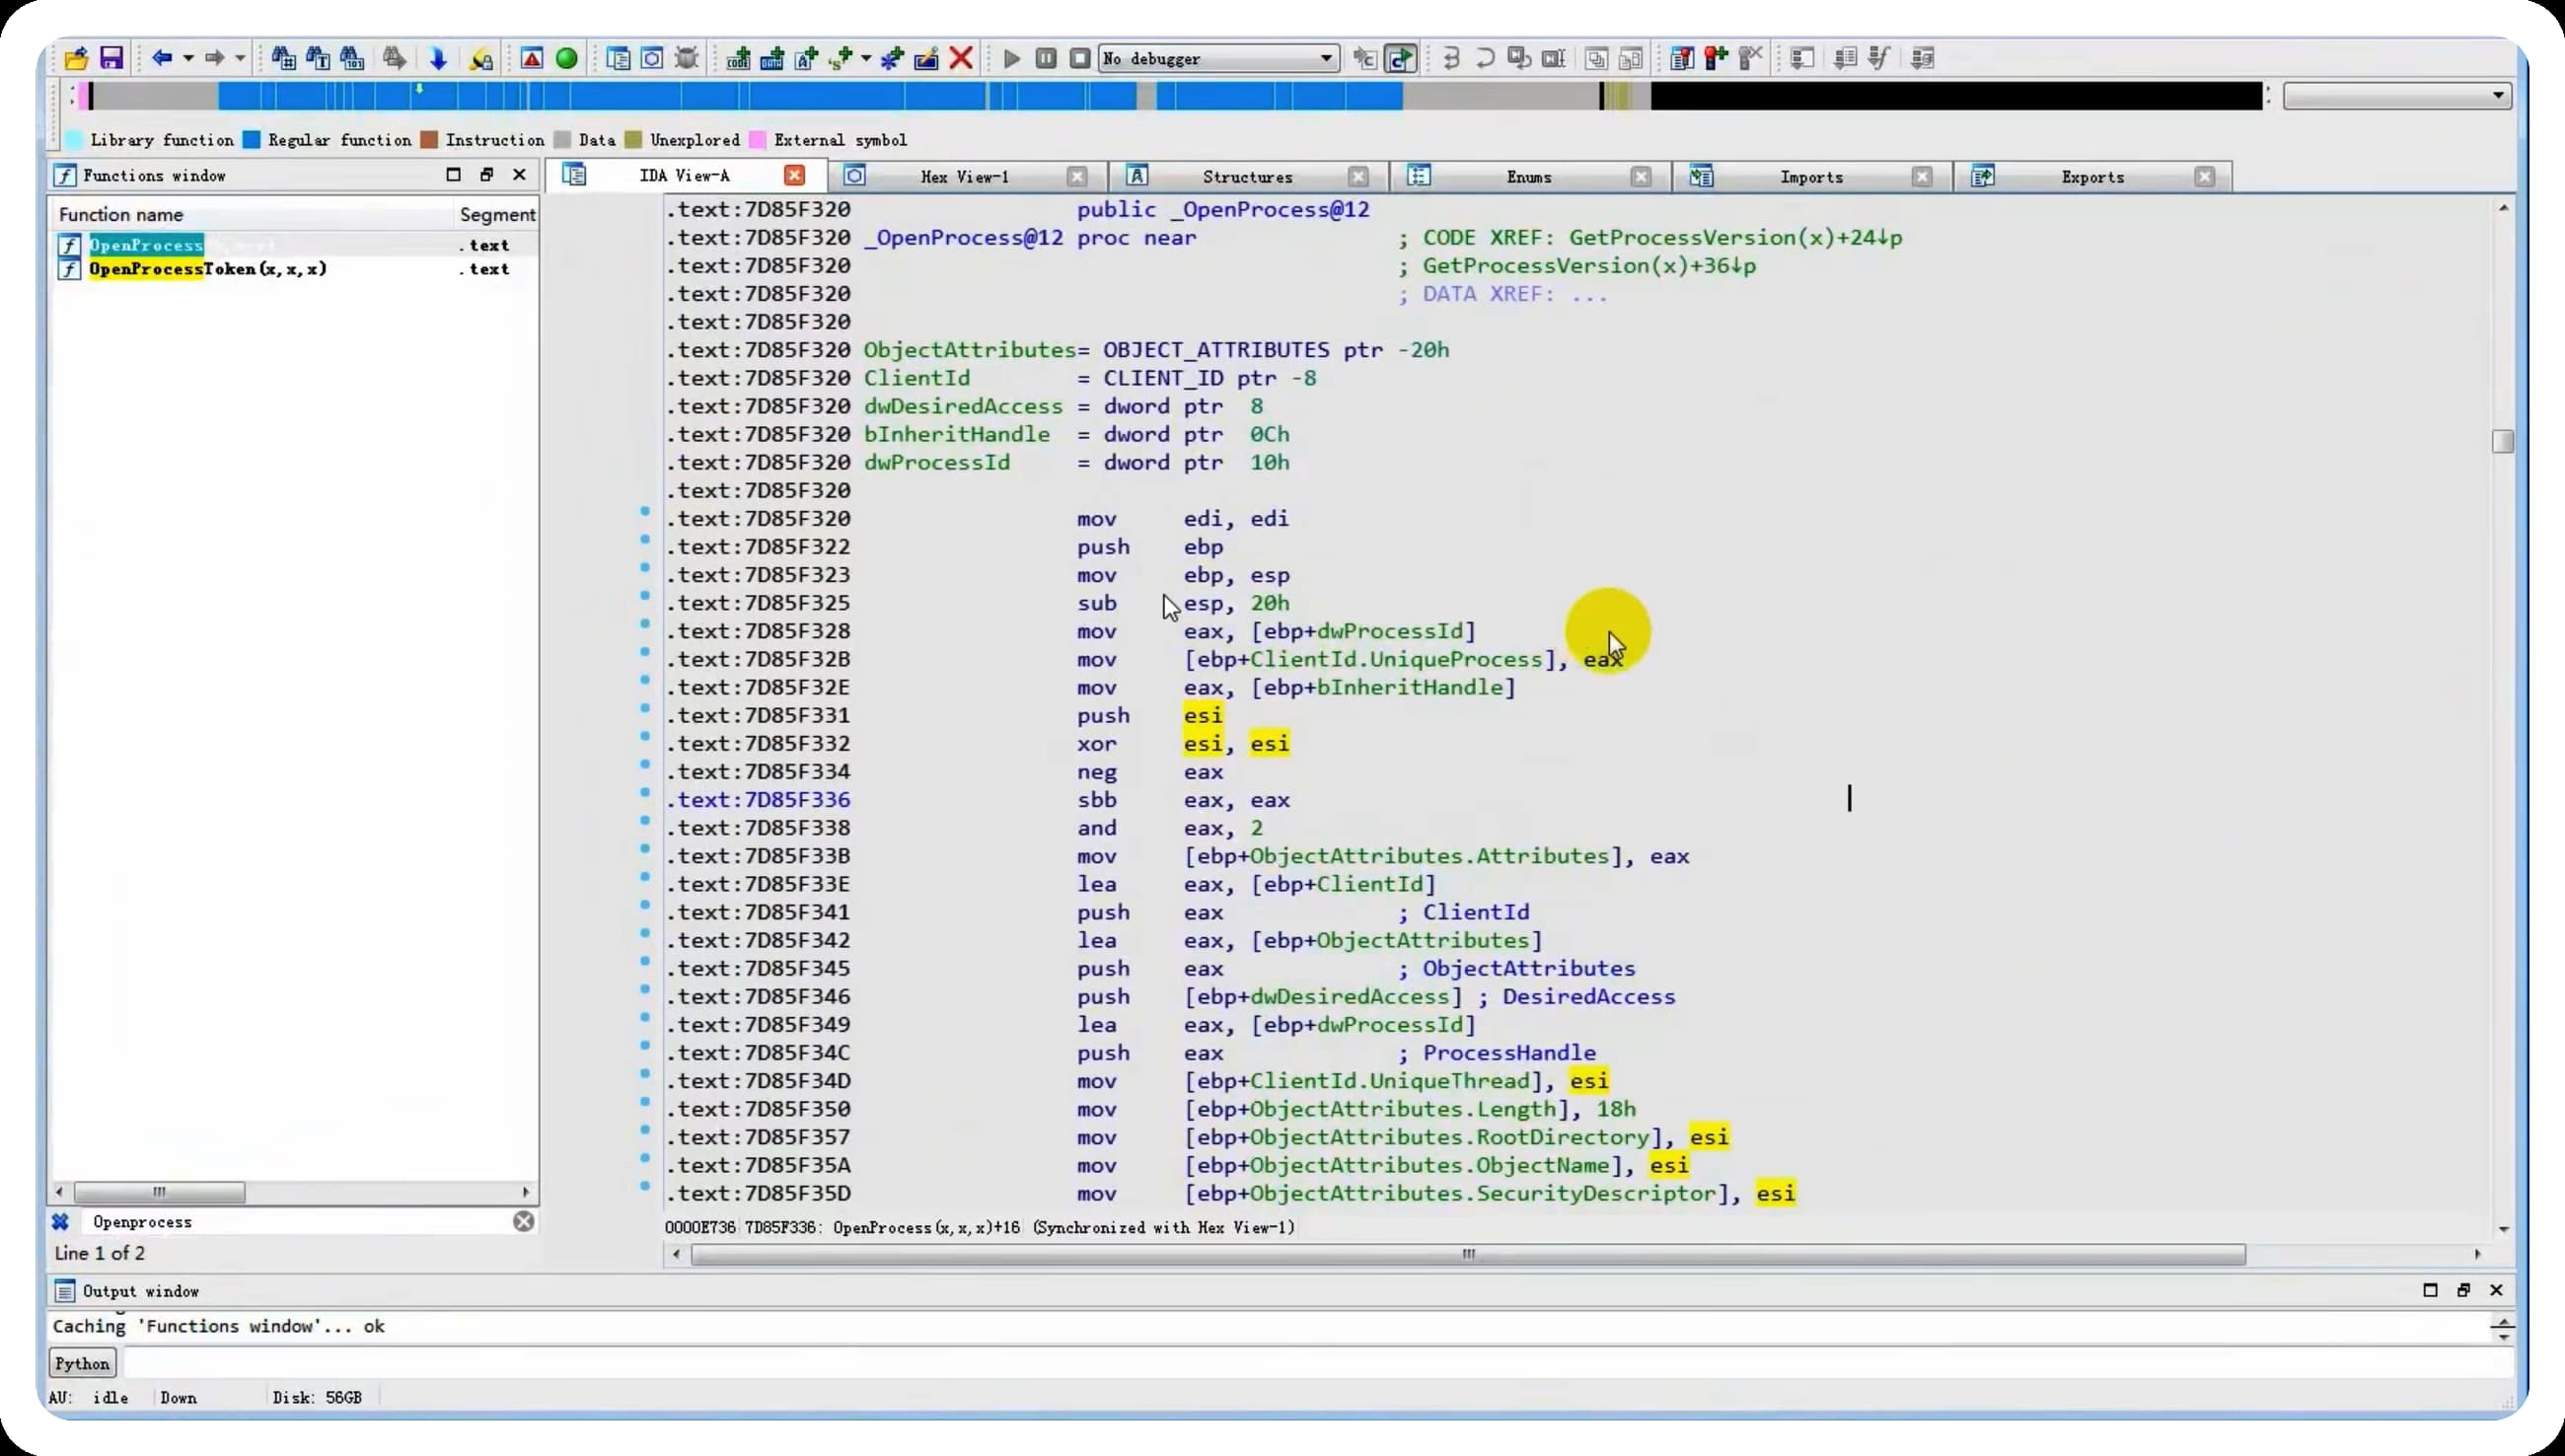 No debugger
Library function Regular function Instruction Data Unexplored External symbol
Functions window
Function name Segment
OpenProcess .text
OpenProcessToken(x,x,x) .text
Openprocess
Line 1 of 2
IDA View-A Hex View-1 Structures Enums Imports Exports
.text:7D85F320 public _OpenProcess@12
.text:7D85F320 _OpenProcess@12 proc near ; CODE XREF: GetProcessVersion(x)+24↓p
.text:7D85F320 ; GetProcessVersion(x)+36↓p
.text:7D85F320 ; DATA XREF: ...
.text:7D85F320
.text:7D85F320 ObjectAttributes= OBJECT_ATTRIBUTES ptr -20h
.text:7D85F320 ClientId = CLIENT_ID ptr -8
.text:7D85F320 dwDesiredAccess = dword ptr 8
.text:7D85F320 bInheritHandle = dword ptr 0Ch
.text:7D85F320 dwProcessId = dword ptr 10h
.text:7D85F320
.text:7D85F320 mov edi, edi
.text:7D85F322 push ebp
.text:7D85F323 mov ebp, esp
.text:7D85F325 sub esp, 20h
.text:7D85F328 mov eax, [ebp+dwProcessId]
.text:7D85F32B mov [ebp+ClientId.UniqueProcess], eax
.text:7D85F32E mov eax, [ebp+bInheritHandle]
.text:7D85F331 push esi
.text:7D85F332 xor esi, esi
.text:7D85F334 neg eax
.text:7D85F336 sbb eax, eax
.text:7D85F338 and eax, 2
.text:7D85F33B mov [ebp+ObjectAttributes.Attributes], eax
.text:7D85F33E lea eax, [ebp+ClientId]
.text:7D85F341 push eax ; ClientId
.text:7D85F342 lea eax, [ebp+ObjectAttributes]
.text:7D85F345 push eax ; ObjectAttributes
.text:7D85F346 push [ebp+dwDesiredAccess] ; DesiredAccess
.text:7D85F349 lea eax, [ebp+dwProcessId]
.text:7D85F34C push eax ; ProcessHandle
.text:7D85F34D mov [ebp+ClientId.UniqueThread], esi
.text:7D85F350 mov [ebp+ObjectAttributes.Length], 18h
.text:7D85F357 mov [ebp+ObjectAttributes.RootDirectory], esi
.text:7D85F35A mov [ebp+ObjectAttributes.ObjectName], esi
.text:7D85F35D mov [ebp+ObjectAttributes.SecurityDescriptor], esi
0000E736 7D85F336: OpenProcess(x,x,x)+16 (Synchronized with Hex View-1)
Output window
Caching 'Functions window'... ok
Python
AU: idle Down Disk: 56GB